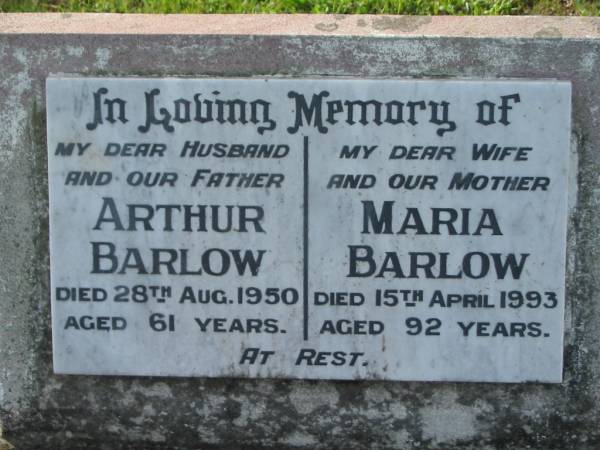 In Loving Memory of
MY DEAR HUSBAND
AND OUR FATHER
ARTHUR
BARLOW
DIED 28TH AUG. 1950
AGED 61 YEARS.
MY DEAR WIFE
AND OUR MOTHER
MARIA
BARLOW
DIED 15TH APRIL 1993
AGED 92 YEARS.
AT REST.